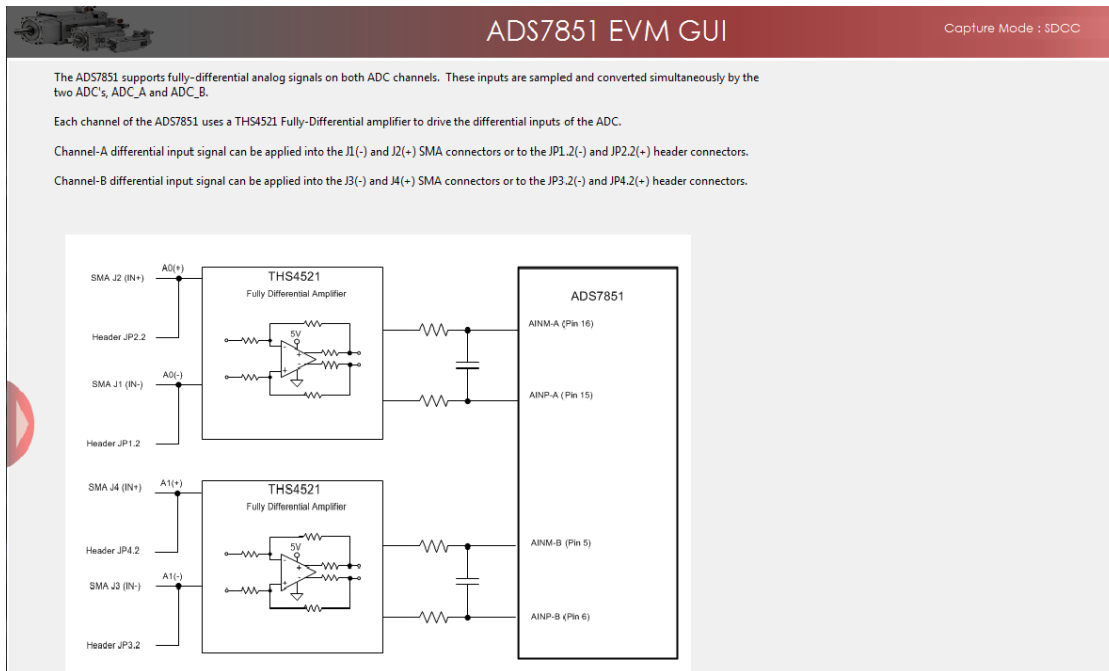 ADS7851 EVM GUI
Capture Mode : SDCC
The ADS7851 supports fully-differential analog signals on both ADC channels.  These inputs are sampled and converted simultaneously by the
two ADC's, ADC_A and ADC_B.
Each channel of the ADS7851 uses a THS4521 Fully-Differential amplifier to drive the differential inputs of the ADC.
Channel-A differential input signal can be applied into the J1(-) and J2(+) SMA connectors or to the JP1.2(-) and JP2.2(+) header connectors.
Channel-B differential input signal can be applied into the J3(-) and J4(+) SMA connectors or to the JP3.2(-) and JP4.2(+) header connectors.
SMA J2 (IN+)
A0(+)
Header JP2.2
SMA J1 (IN-)
A0(-)
Header JP1.2
THS4521
Fully Differential Amplifier
5V
-
+
+
-
ADS7851
AINM-A (Pin 16)
AINP-A (Pin 15)
SMA J4 (IN+)
A1(+)
Header JP4.2
SMA J3 (IN-)
A1(-)
Header JP3.2
THS4521
Fully Differential Amplifier
5V
-
+
+
-
AINM-B (Pin 5)
AINP-B (Pin 6)